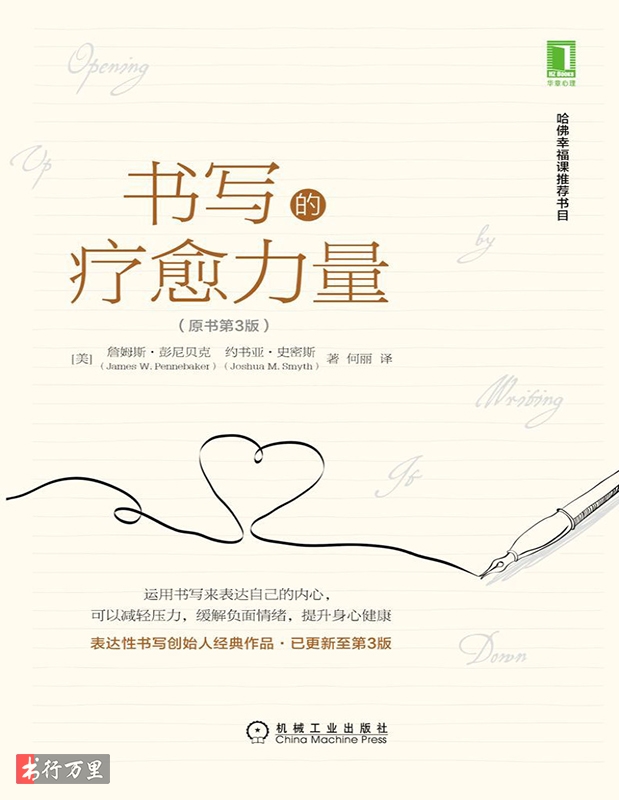 Opening
HZ Books
华章心理
哈佛幸福课推荐书目
Up
书写的
疗愈力量
by
（原书第3版）
[美] 詹姆斯·彭尼贝克 约书亚·史密斯 著 何丽 译
（James W. Pennebaker）（Joshua M. Smyth）
Writing
It
Down
运用书写来表达自己的内心，
可以减轻压力，缓解负面情绪，提升身心健康
表达性书写创始人经典作品·已更新至第3版
机械工业出版社
China Machine Press
书行万里